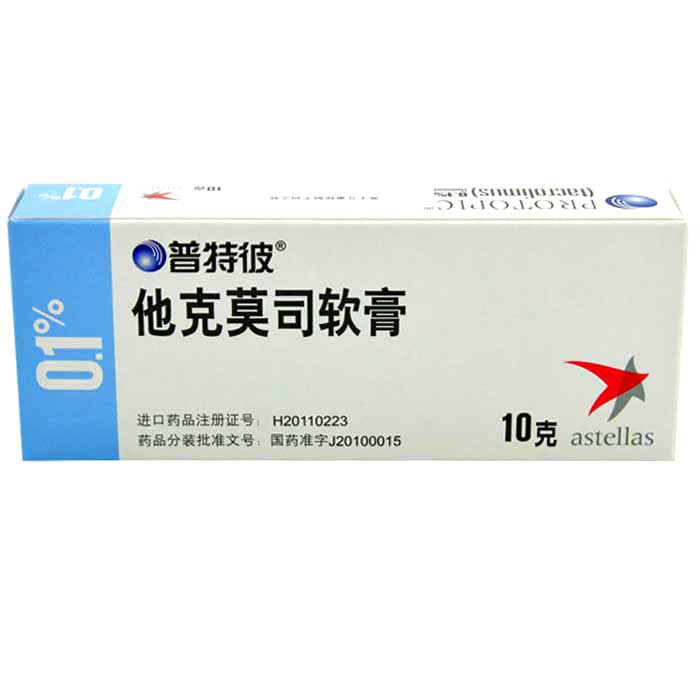 0.1%
10克
PROTOPIC
(tacrolimus)
0.1%
普特彼®
他克莫司软膏
0.1%
进口药品注册证号：H20110223
药品分装批准文号：国药准字J20100015
10克
astellas